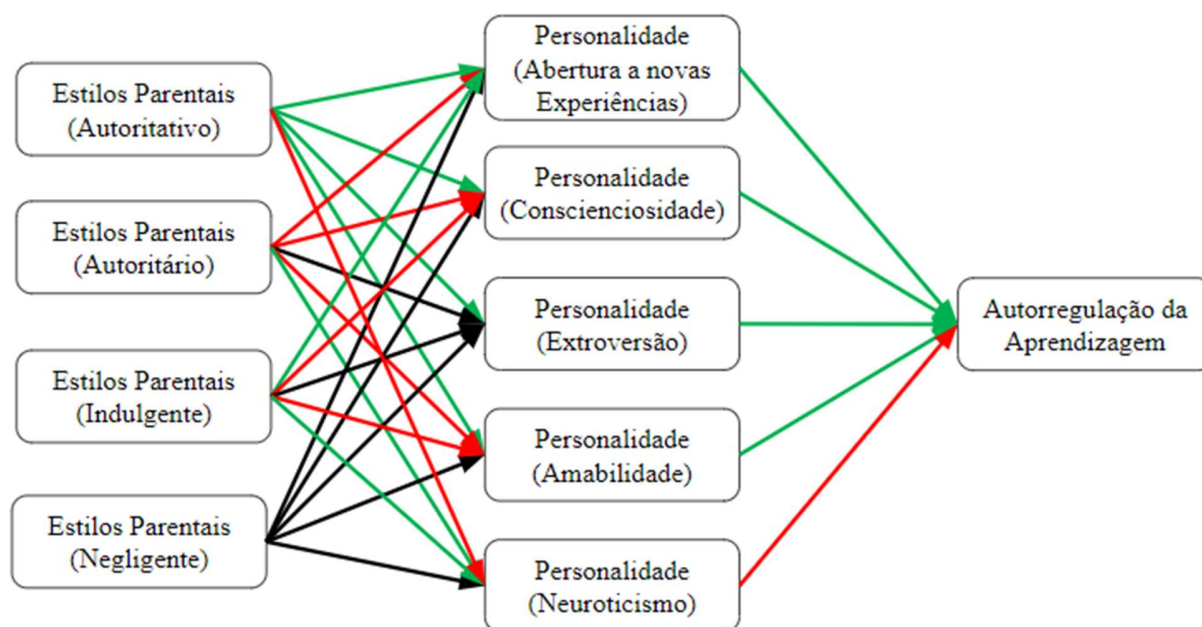 Estilos Parentais
(Autoritativo)
Estilos Parentais
(Autoritário)
Estilos Parentais
(Indulgente)
Estilos Parentais
(Negligente)
Personalidade
(Abertura a novas
Experiências)
Personalidade
(Conscienciosidade)
Personalidade
(Extroversão)
Personalidade
(Amabilidade)
Personalidade
(Neuroticismo)
Autorregulação da
Aprendizagem